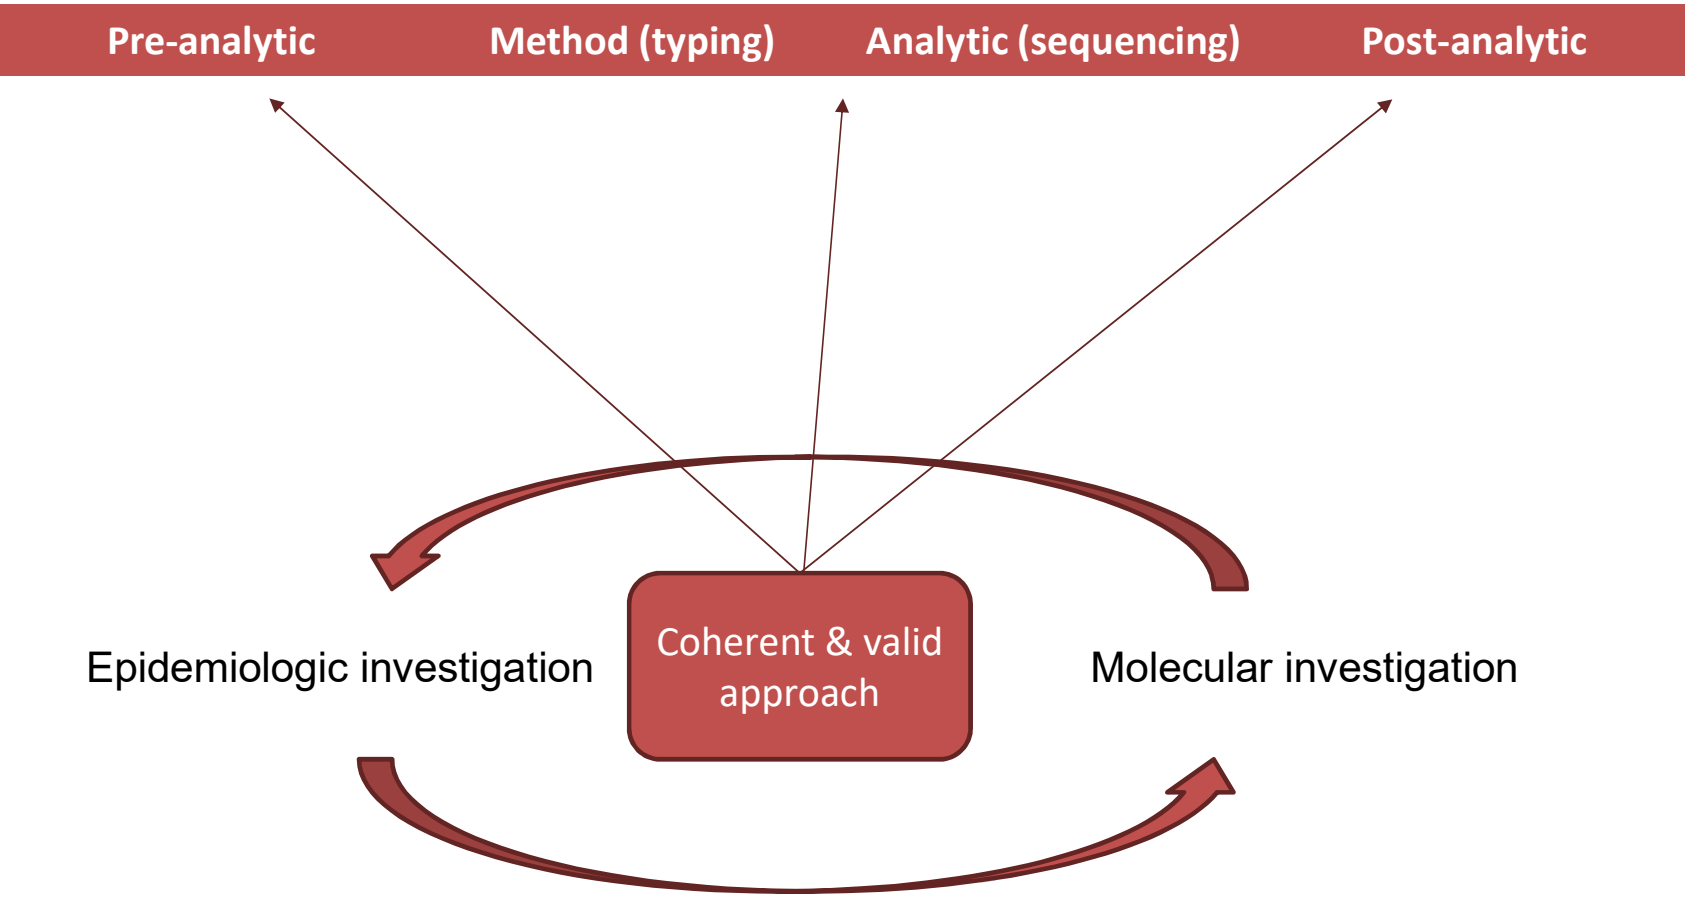 Pre-analytic Method (typing) Analytic (sequencing) Post-analytic
Epidemiologic investigation
Coherent & valid
approach
Molecular investigation